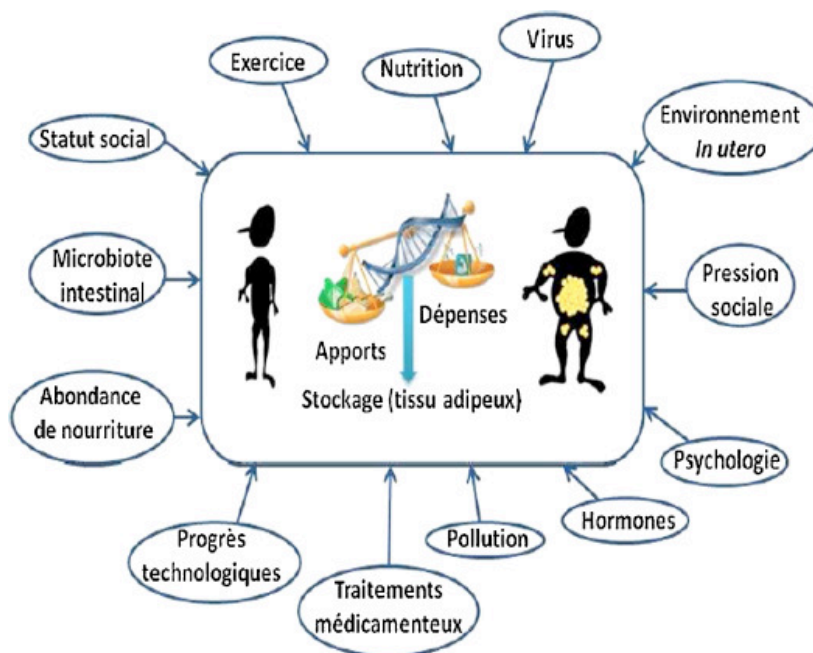 Virus
Exercice
Nutrition
Environnement
In utero
Statut social
Microbiote
intestinal
Pression
sociale
Dépenses
Apports
Stockage (tissu adipeux)
Abondance
de nourriture
Psychologie
Hormones
Pollution
Progrès
technologiques
Traitements
médicamenteux